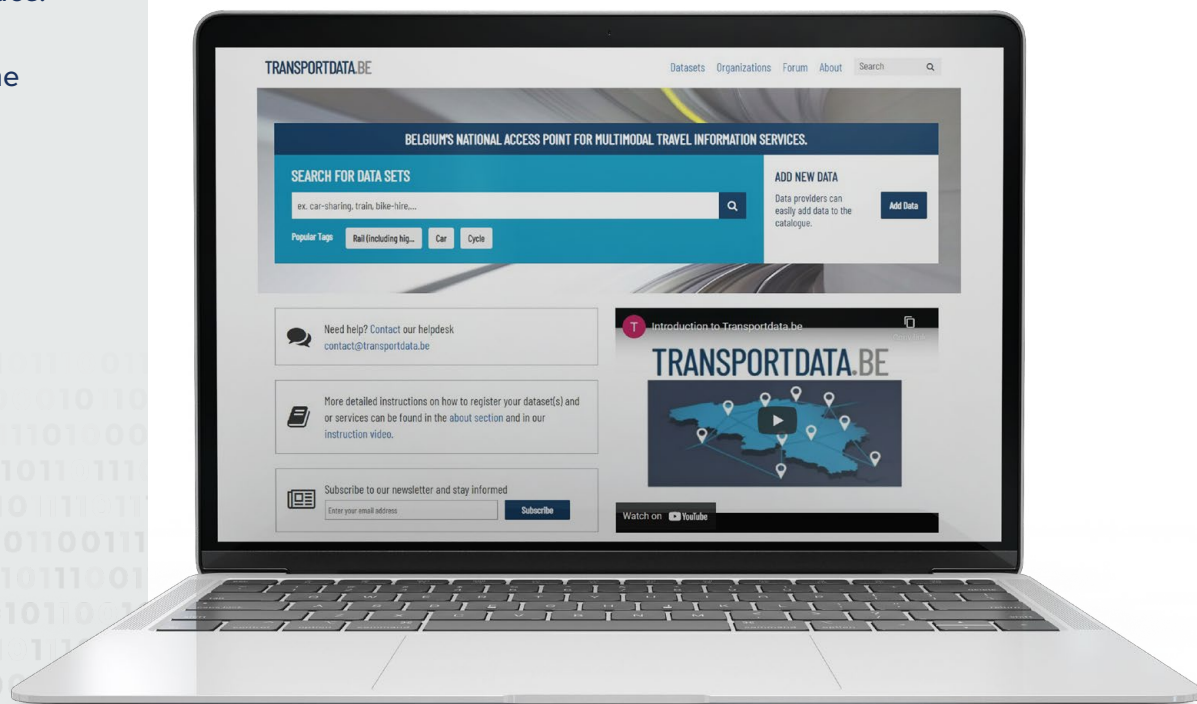 TRANSPORTDATA.BE
Datasets Organizations Forum About Search
BELGIUM'S NATIONAL ACCESS POINT FOR MULTIMODAL TRAVEL INFORMATION SERVICES.
SEARCH FOR DATA SETS
ex. car-sharing, train, bike-hire,...
Popular Tags Rail (including hig... Car Cycle
ADD NEW DATA
Data providers can
easily add data to the
catalogue.
Add Data
Need help? Contact our helpdesk
contact@transportdata.be
More detailed instructions on how to register your dataset(s) and
or services can be found in the about section and in our
instruction video.
Subscribe to our newsletter and stay informed
Enter your email address Subscribe
T Introduction to Transportdata.be
TRANSPORTDATA.BE
Watch on YouTube